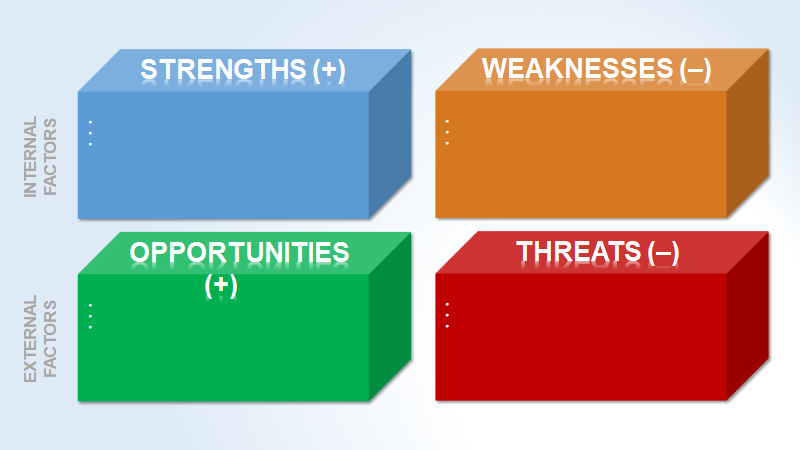 STRENGTHS (+)
WEAKNESSES (–)
INTERNAL
FACTORS
OPPORTUNITIES
(+)
THREATS (–)
EXTERNAL
FACTORS